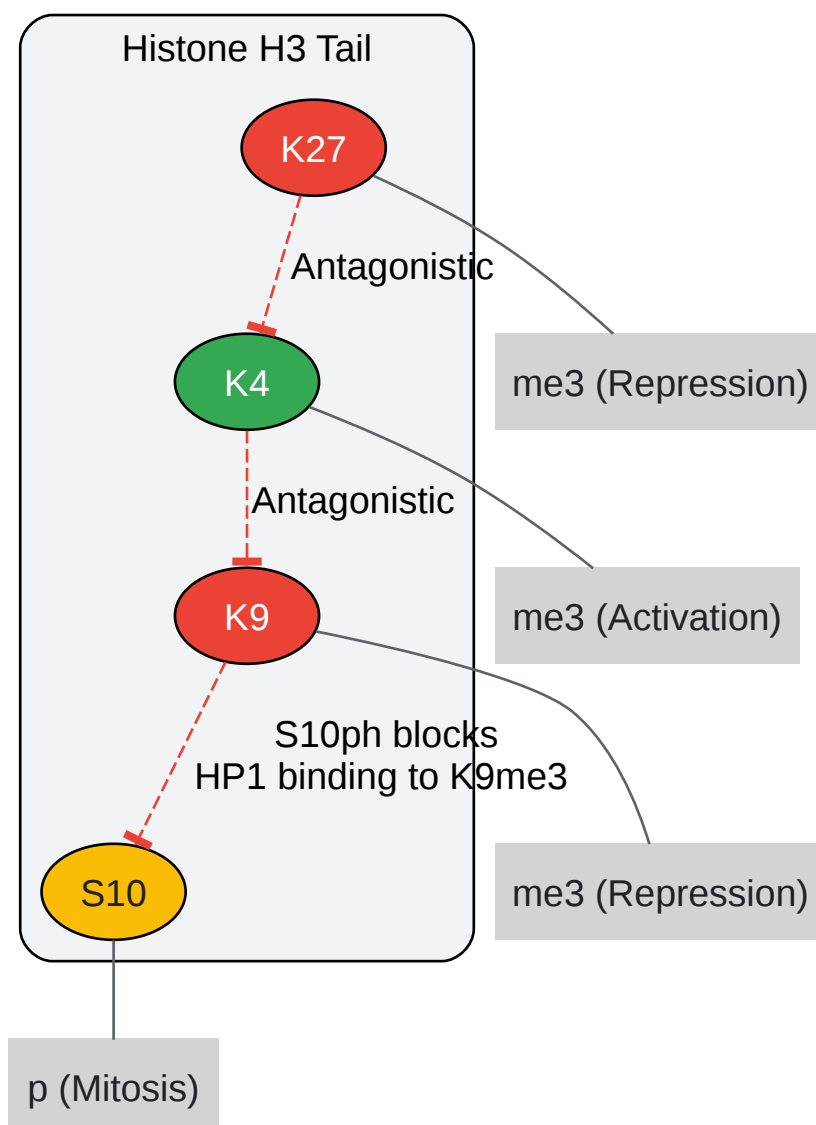 Histone H3 Tail
K27
Antagonistic
me3 (Repression)
K4
Antagonistic
me3 (Activation)
K9
S10ph blocks
HP1 binding to K9me3
S10
me3 (Repression)
p (Mitosis)